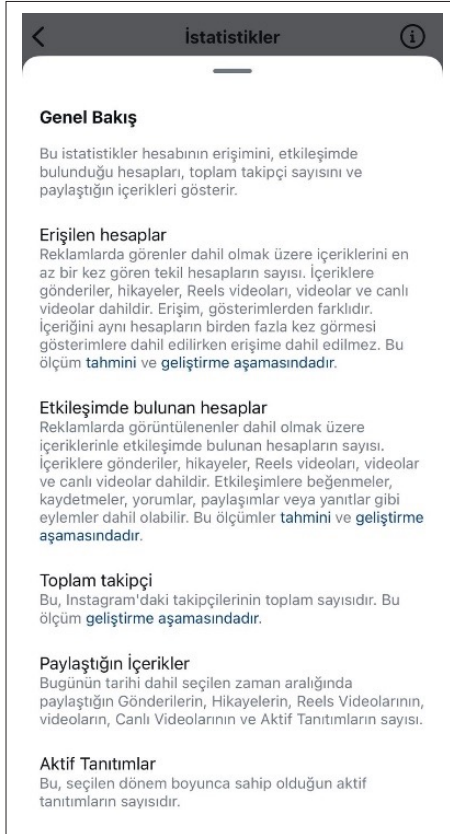 İstatistikler
Genel Bakış
Bu istatistikler hesabının erişimini, etkileşimde
bulunduğu hesapları, toplam takipçi sayısını ve
paylaştığın içerikleri gösterir.
Erişilen hesaplar
Reklamlarda görenler dahil olmak üzere içeriklerini en
az bir kez gören tekil hesapların sayısı. İçeriklere
gönderiler, hikayeler, Reels videoları, videolar ve canlı
videolar dahildir. Erişim, gösterimlerden farklıdır.
İçeriğini aynı hesapların birden fazla kez görmesi
gösterimlere dahil edilirken erişime dahil edilmez. Bu
ölçüm tahmini ve geliştirme aşamasındadır.
Etkileşimde bulunan hesaplar
Reklamlarda görüntülenenler dahil olmak üzere
içeriklerinle etkileşimde bulunan hesapların sayısı.
İçeriklere gönderiler, hikayeler, Reels videoları, videolar
ve canlı videolar dahildir. Etkileşimlere beğenmeler,
kaydetmeler, yorumlar, paylaşımlar veya yanıtlar gibi
eylemler dahil olabilir. Bu ölçümler tahmini ve geliştirme
aşamasındadır.
Toplam takipçi
Bu, Instagram'daki takipçilerinin toplam sayısıdır. Bu
ölçüm geliştirme aşamasındadır.
Paylaştığın İçerikler
Bugünün tarihi dahil seçilen zaman aralığında
paylaştığın Gönderilerin, Hikayelerin, Reels Videolarının,
videoların, Canlı Videolarının ve Aktif Tanıtımların sayısı.
Aktif Tanıtımlar
Bu, seçilen dönem boyunca sahip olduğun aktif
tanıtımların sayısıdır.